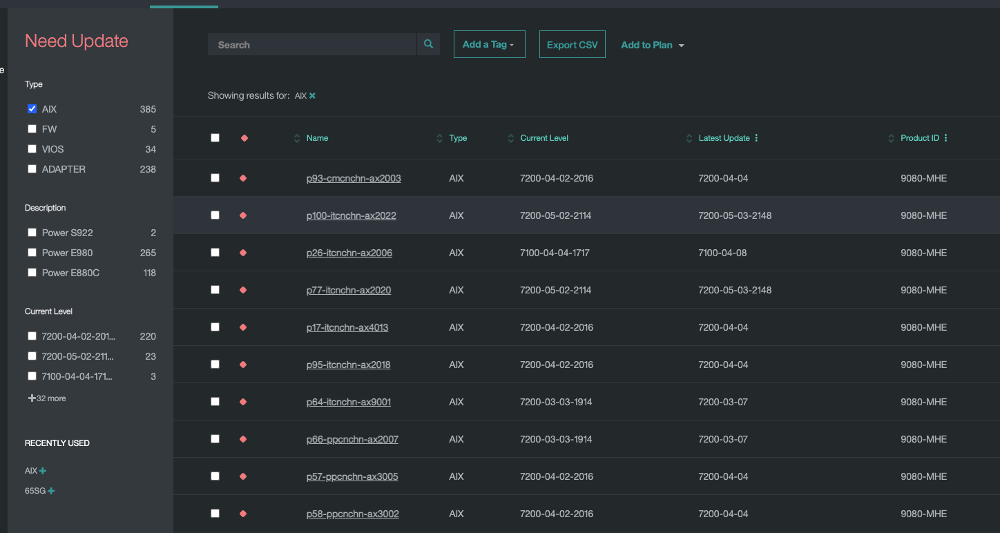 Need Update
Search
Add a Tag
Export CSV
Add to Plan
e
Type
Showing results for: AIX
AIX 385
FW 5
VIOS 34
ADAPTER 238
Description
Power S922 2
Power E980 265
Power E880C 118
Current Level
7200-04-02-201... 220
7200-05-02-211... 23
7100-04-04-171... 3
32 more
RECENTLY USED
AIX
65SG
Name Type Current Level Latest Update Product ID
p93-cmcnchn-ax2003 AIX 7200-04-02-2016 7200-04-04 9080-MHE
p100-itcnchn-ax2022 AIX 7200-05-02-2114 7200-05-03-2148 9080-MHE
p26-itcnchn-ax2006 AIX 7100-04-04-1717 7100-04-08 9080-MHE
p77-itcnchn-ax2020 AIX 7200-05-02-2114 7200-05-03-2148 9080-MHE
p17-itcnchn-ax4013 AIX 7200-04-02-2016 7200-04-04 9080-MHE
p95-itcnchn-ax2018 AIX 7200-04-02-2016 7200-04-04 9080-MHE
p64-itcnchn-ax9001 AIX 7200-03-03-1914 7200-03-07 9080-MHE
p66-ppcnchn-ax2007 AIX 7200-03-03-1914 7200-03-07 9080-MHE
p57-ppcnchn-ax3005 AIX 7200-04-02-2016 7200-04-04 9080-MHE
p58-ppcnchn-ax3002 AIX 7200-04-02-2016 7200-04-04 9080-MHE